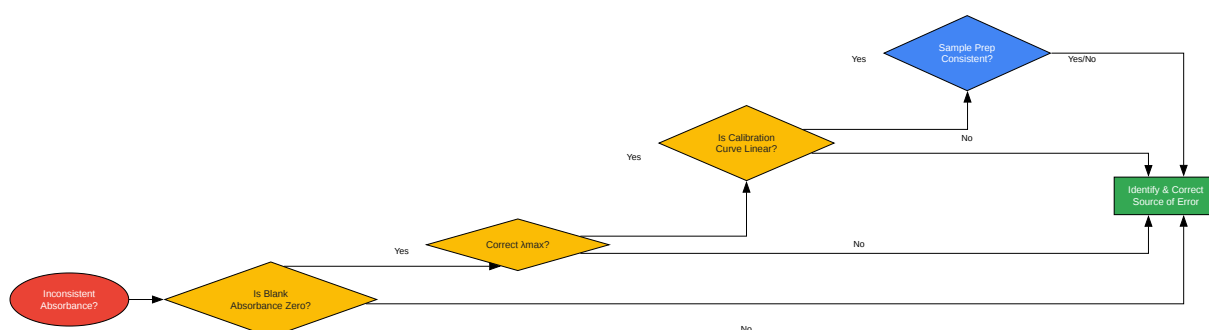 Sample Prep
Consistent?
Yes
Yes/No
Is Calibration
Curve Linear?
No
Yes
Identify & Correct
Source of Error
Correct λmax?
No
Yes
Inconsistent
Absorbance?
Is Blank
Absorbance Zero?
No